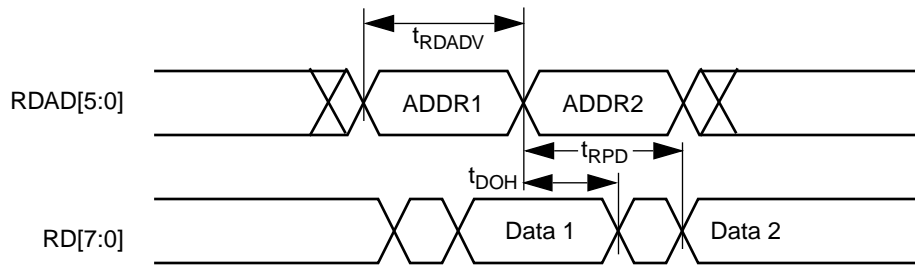 tRDADV
RDAD[5:0]
ADDR1
ADDR2
tRPD
tDOH
RD[7:0]
Data 1
Data 2